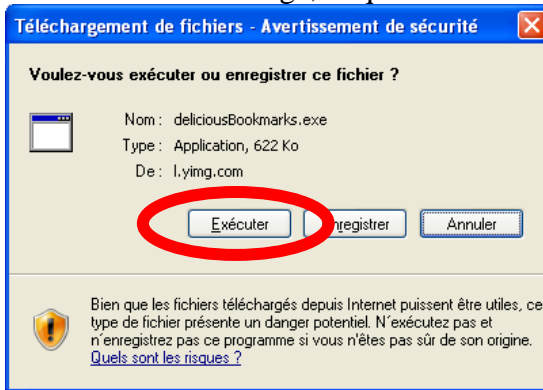 Téléchargement de fichiers - Avertissement de sécurité
Voulez-vous exécuter ou enregistrer ce fichier ?
Nom : deliciousBookmarks.exe
Type : Application, 622 Ko
De : l.yimg.com
Exécuter nregistrer Annuler
Bien que les fichiers téléchargés depuis Internet puissent être utiles, ce
type de fichier présente un danger potentiel. N´exécutez pas et
n´enregistrez pas ce programme si vous n'êtes pas sûr de son origine.
Quels sont les risques ?